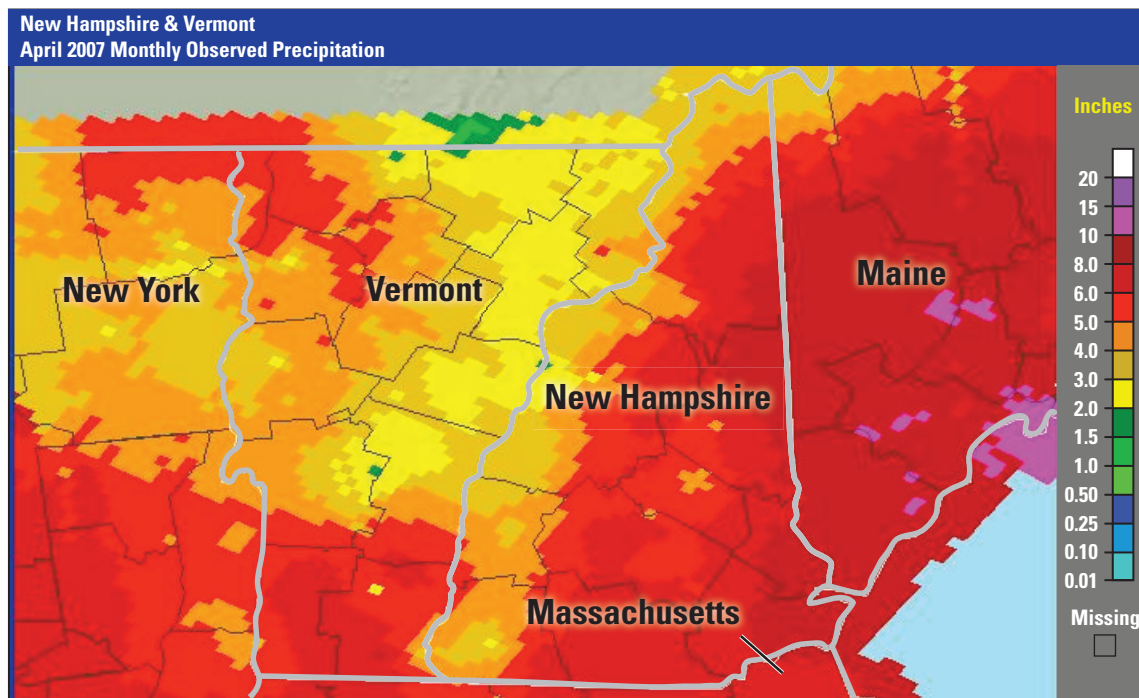 New Hampshire & Vermont
April 2007 Monthly Observed Precipitation
Inches
20
15
10
8.0
6.0
5.0
4.0
3.0
2.0
1.5
1.0
0.50
0.25
0.10
0.01
Missing
New York
Vermont
Maine
New Hampshire
Massachusetts